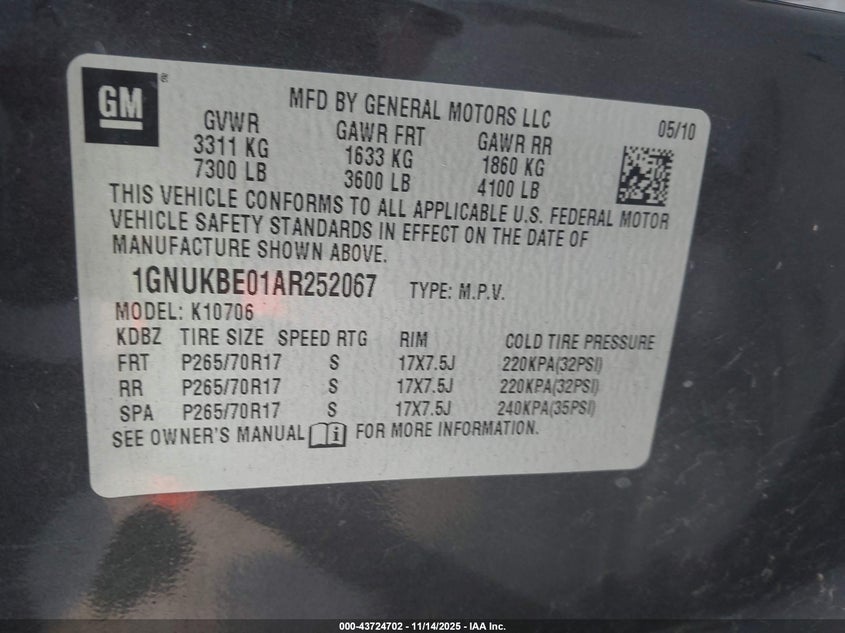 GM
MFD BY GENERAL MOTORS LLC
05/10
GVWR GAWR FRT GAWR RR
3311 KG 1633 KG 1860 KG
7300 LB 3600 LB 4100 LB
THIS VEHICLE CONFORMS TO ALL APPLICABLE U.S. FEDERAL MOTOR
VEHICLE SAFETY STANDARDS IN EFFECT ON THE DATE OF
MANUFACTURE SHOWN ABOVE.
1GNUKBE01AR252067 TYPE: M.P.V.
MODEL: K10706
KDBZ TIRE SIZE SPEED RTG RIM COLD TIRE PRESSURE
FRT P265/70R17 S 17X7.5J 220KPA(32PSI)
RR P265/70R17 S 17X7.5J 220KPA(32PSI)
SPA P265/70R17 S 17X7.5J 240KPA(35PSI)
SEE OWNER'S MANUAL FOR MORE INFORMATION.
000-43724702 - 11/14/2025 - IAA Inc.